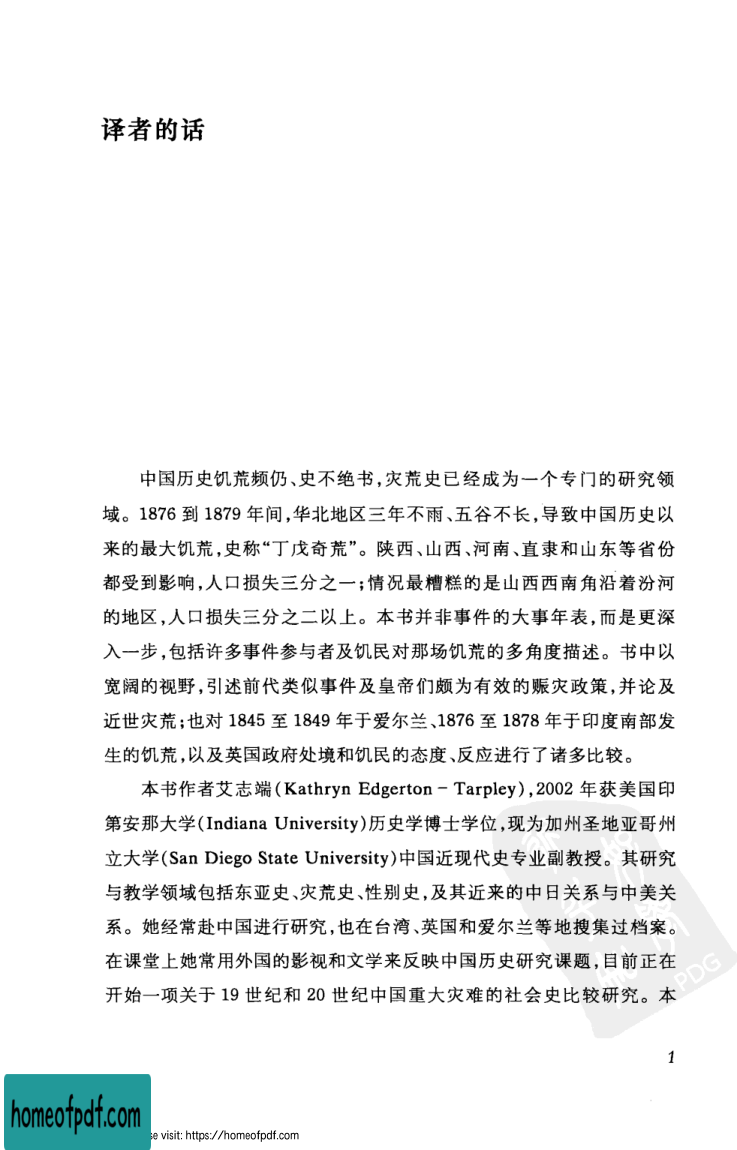 译者的话
中国历史饥荒频仍、史不绝书,灾荒史已经成为一个专门的研究领
域。1876 到 1879 年间,华北地区三年不雨、五谷不长,导致中国历史以
来的最大饥荒,史称“丁戊奇荒”。陕西、山西、河南、直隶和山东等省份
都受到影响,人口损失三分之一;情况最糟糕的是山西西南角沿着汾河
的地区,人口损失三分之二以上。本书并非事件的大事年表,而是更深
入一步,包括许多事件参与者及饥民对那场饥荒的多角度描述。书中以
宽阔的视野,引述前代类似事件及皇帝们颇为有效的赈灾政策,并论及
近世灾荒;也对 1845 至 1849 年于爱尔兰、1876 至 1878 年于印度南部发
生的饥荒,以及英国政府处境和饥民的态度、反应进行了诸多比较。
本书作者艾志端(Kathryn Edgerton - Tarpley),2002 年获美国印
第安那大学(Indiana University)历史学博士学位,现为加州圣地亚哥州
立大学(San Diego State University)中国近现代史专业副教授。其研究
与教学领域包括东亚史、灾荒史、性别史,及其近来的中日关系与中美关
系。她经常赴中国进行研究,也在台湾、英国和爱尔兰等地搜集过档案。
在课堂上她常用外国的影视和文学来反映中国历史研究课题,目前正在
开始一项关于 19 世纪和 20 世纪中国重大灾难的社会史比较研究。本
PDG
1
homeofpdf.com
se visit: https://homeofpdf.com